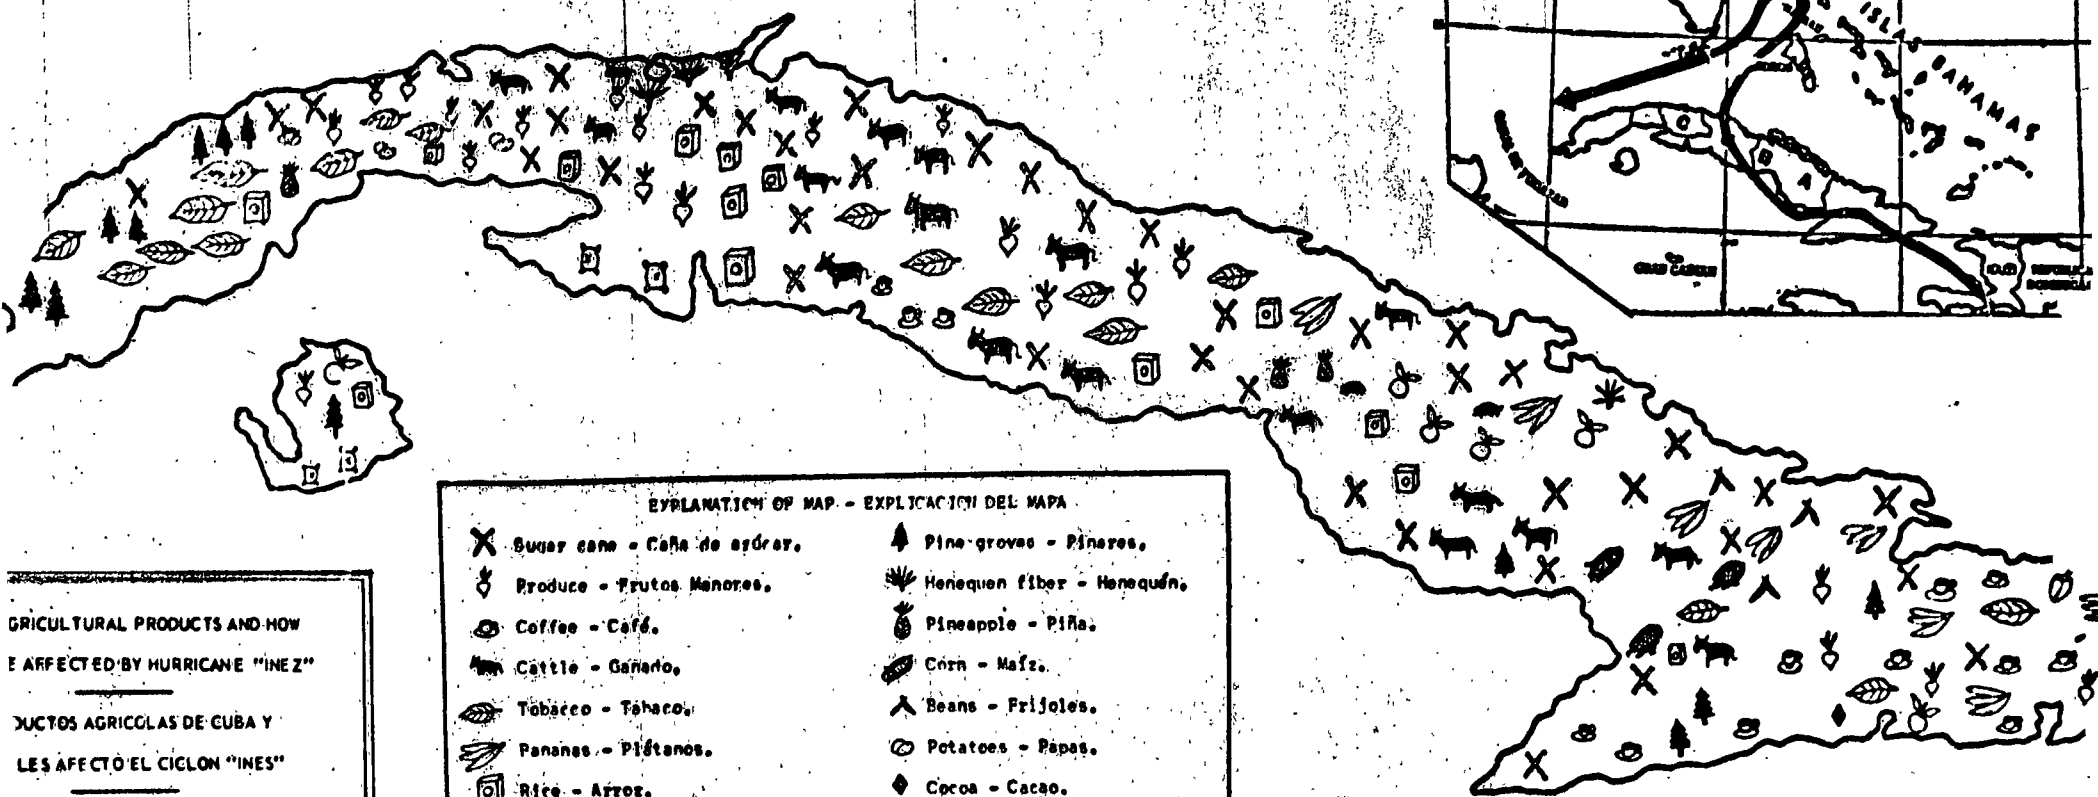 ISLAS BAHAMAS
C
B
A
GRAN CAIMAN
EXPLANATION OF MAP - EXPLICACION DEL MAPA
Sugar cane - Caña de azúcar.
Produce - Frutos Menores.
Coffee - Café.
Cattle - Ganado.
Tobacco - Tabaco.
Bananas - Plátanos.
Rice - Arroz.
Pine groves - Pinares.
Henequen fiber - Henequén.
Pineapple - Piña.
Corn - Maíz.
Beans - Frijoles.
Potatoes - Papas.
Cocoa - Cacao.
GRICULTURAL PRODUCTS AND HOW
E AFFECTED BY HURRICANE "INEZ"
DUCTOS AGRICOLAS DE CUBA Y
LES AFECTO EL CICLON "INES"